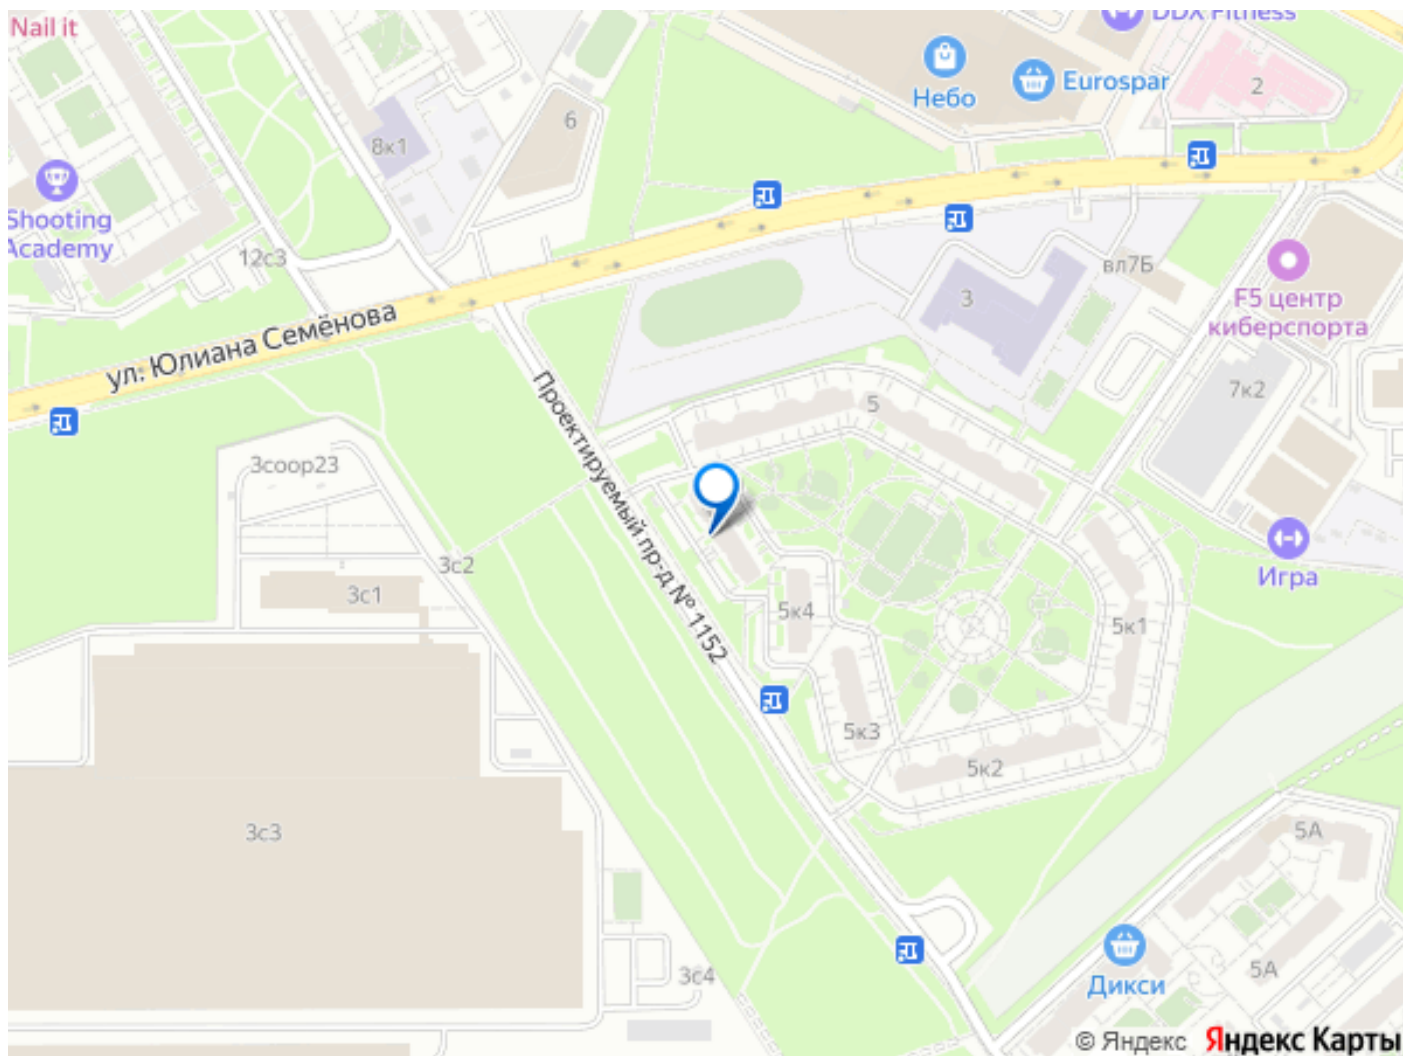 Nail it
DDX Fitness
Небо
Eurospar
2
6
8к1
Shooting
Academy
12с3
вл7Б
3
F5 центр
киберспорта
ул. Юлиана Семёнова
Проектируемый пр-д № 1152
5
7к2
3соор23
3с2
3с1
Игра
5к4
5к1
5к3
5к2
3с3
5А
3с4
5А
Дикси
© Яндекс Яндекс Карты